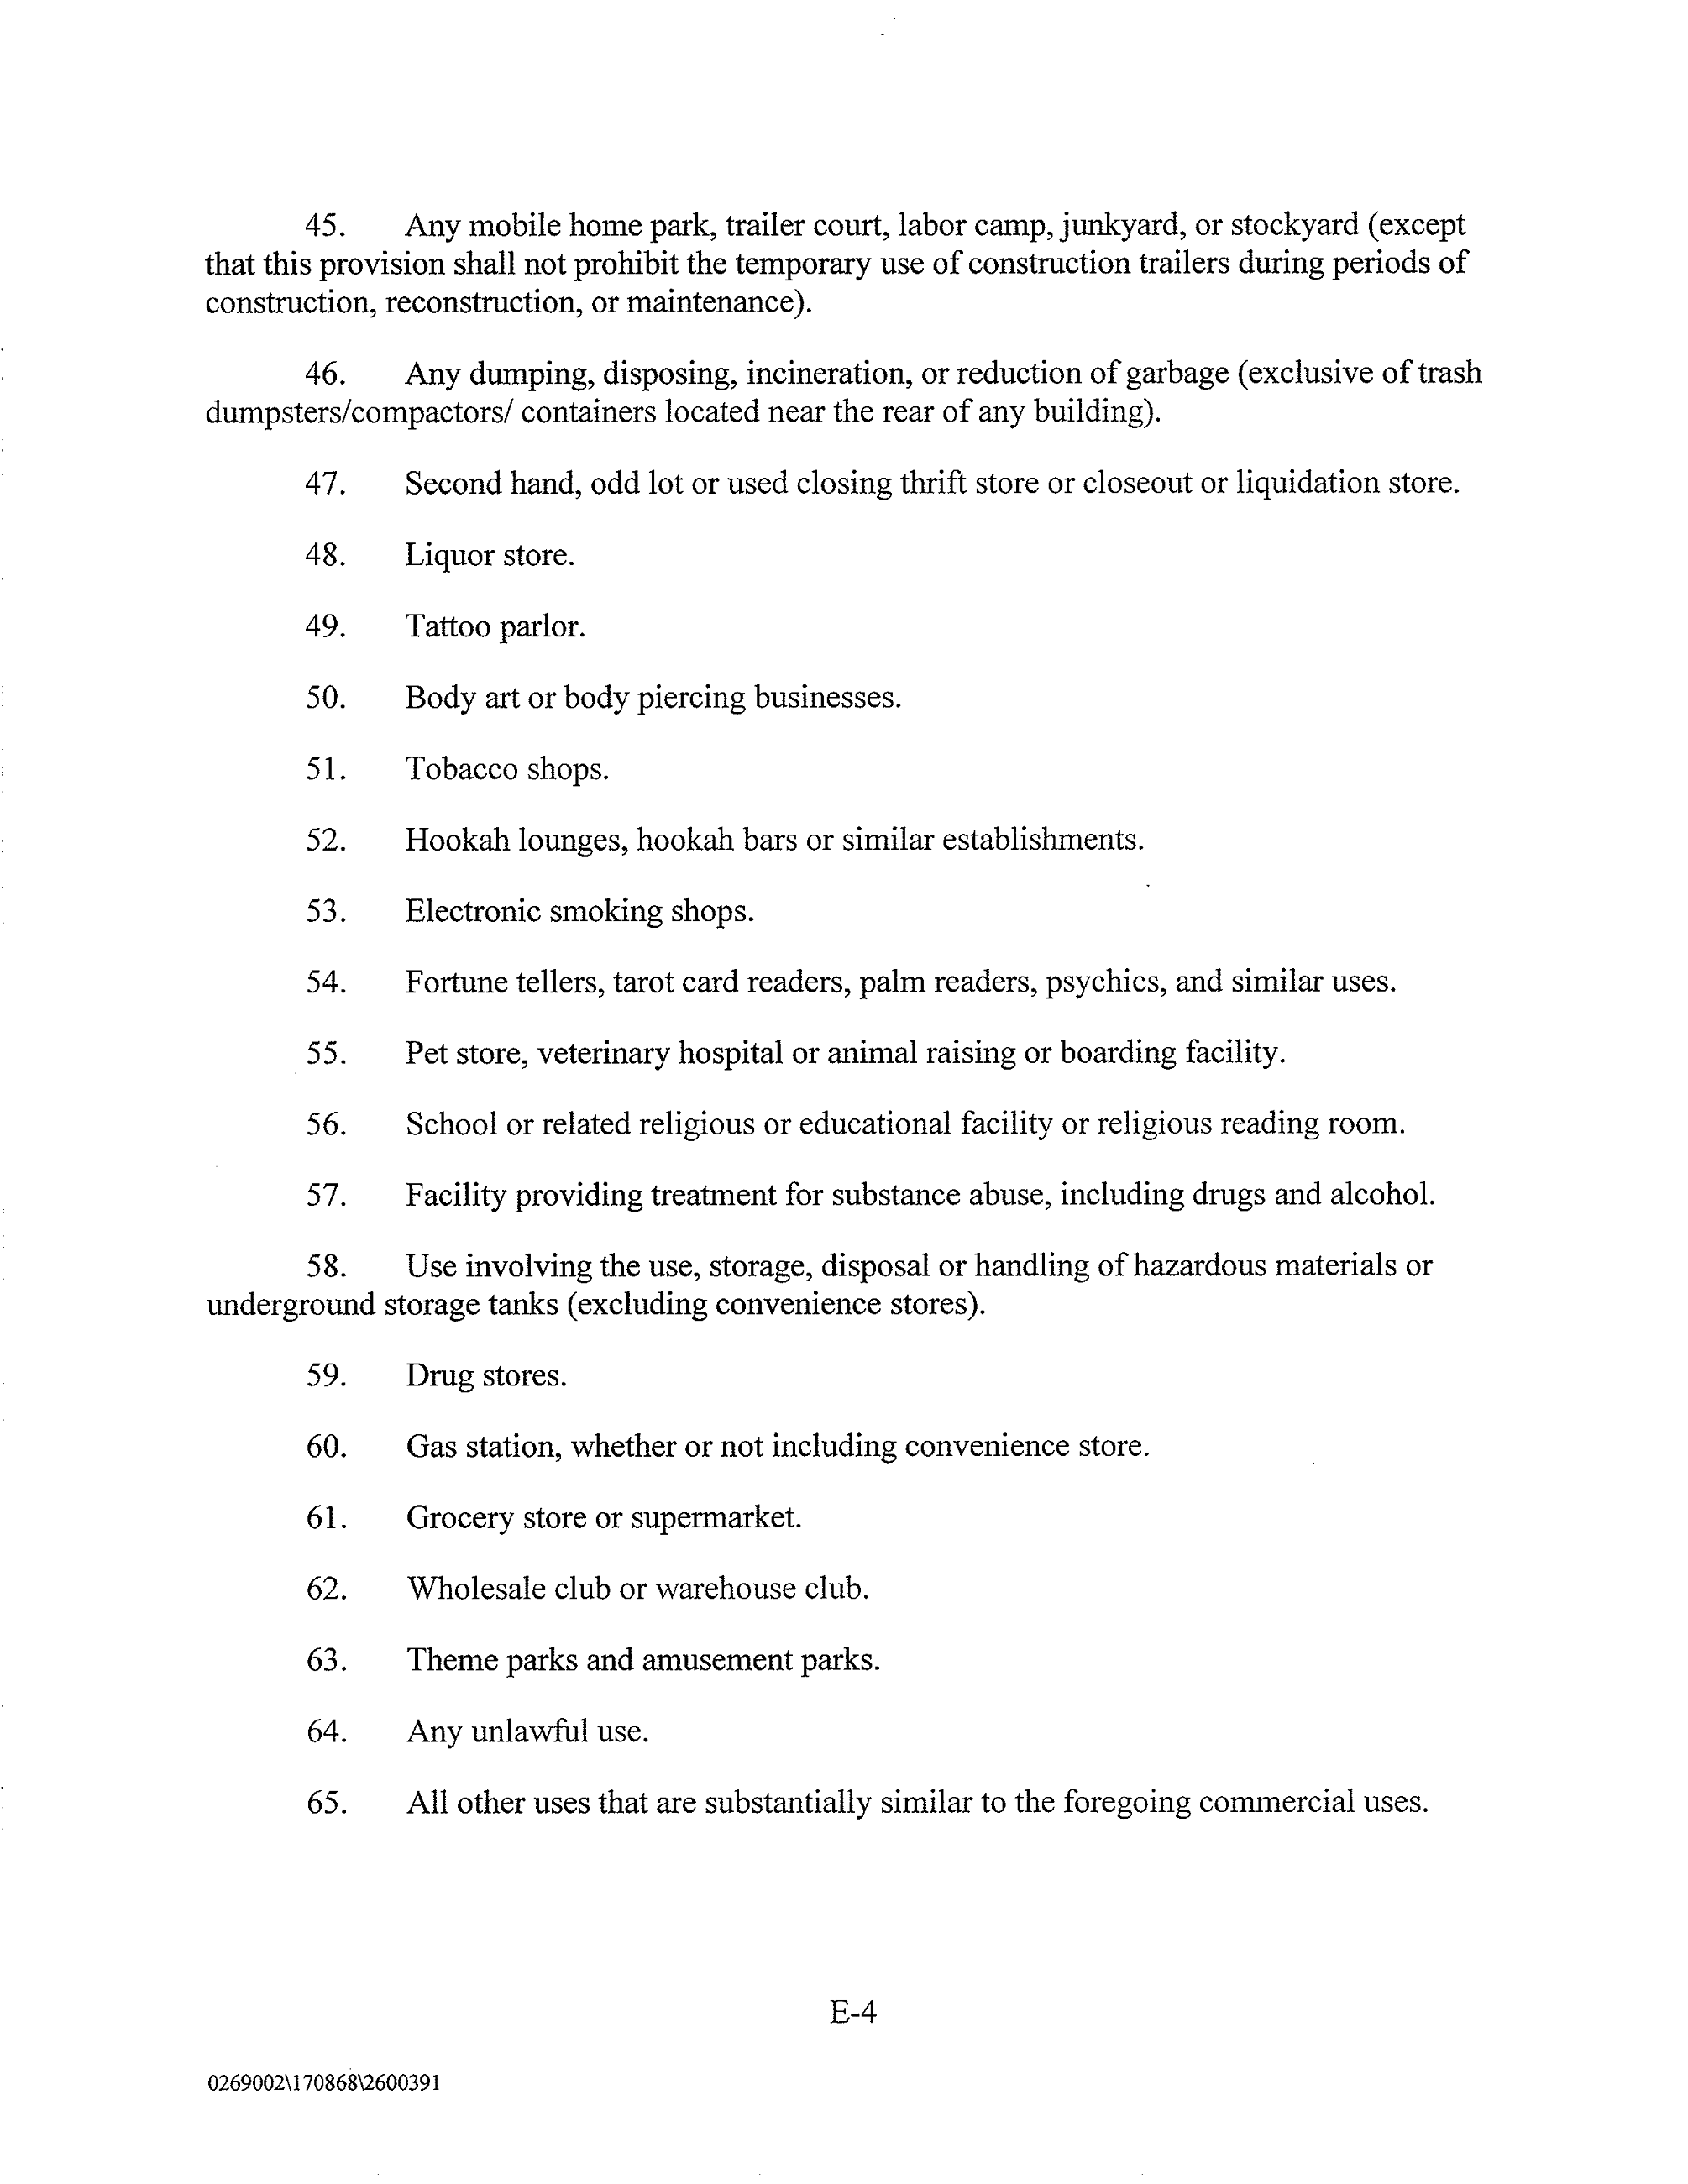 45. Any mobile home park, trailer court, labor camp, junkyard, or stockyard (except
that this provision shall not prohibit the temporary use of construction trailers during periods of
construction, reconstruction, or maintenance).
46. Any dumping, disposing, incineration, or reduction of garbage (exclusive of trash
dumpsters/compactors/ containers located near the rear of any building).
47. Second hand, odd lot or used closing thrift store or closeout or liquidation store.
48. Liquor store.
49. Tattoo parlor.
50. Body art or body piercing businesses.
51. Tobacco shops.
52. Hookah lounges, hookah bars or similar establishments.
53. Electronic smoking shops.
54. Fortune tellers, tarot card readers, palm readers, psychics, and similar uses.
55. Pet store, veterinary hospital or animal raising or boarding facility.
56. School or related religious or educational facility or religious reading room.
57. Facility providing treatment for substance abuse, including drugs and alcohol.
58. Use involving the use, storage, disposal or handling of hazardous materials or
underground storage tanks (excluding convenience stores).
59. Drug stores.
60. Gas station, whether or not including convenience store.
61. Grocery store or supermarket.
62. Wholesale club or warehouse club.
63. Theme parks and amusement parks.
64. Any unlawful use.
65. All other uses that are substantially similar to the foregoing commercial uses.
E-4
0269002\170868\2600391